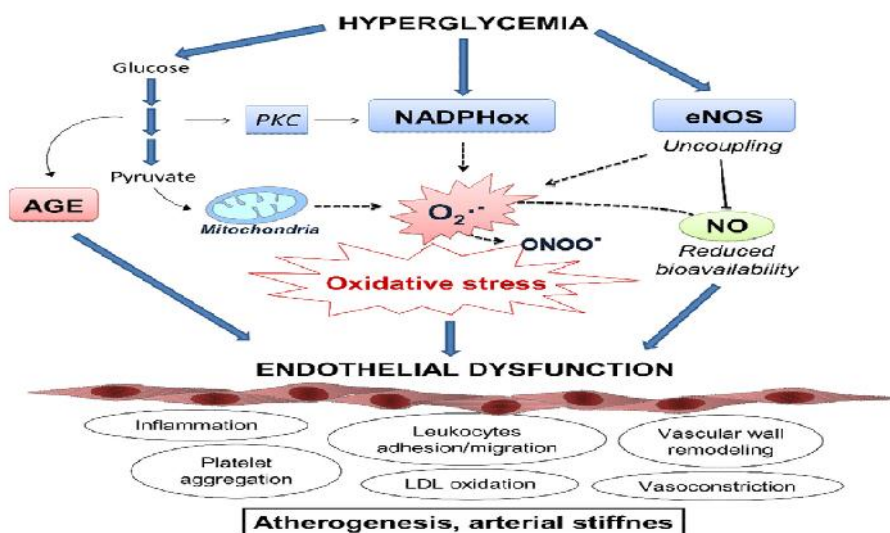 HYPERGLYCEMIA
Glucose
PKC
NADPHox
eNOS
Uncoupling
Pyruvate
AGE
Mitochondria
O₂·-
ONOO⁻
NO
Reduced
bioavailability
Oxidative stress
ENDOTHELIAL DYSFUNCTION
Inflammation
Leukocytes
adhesion/migration
Vascular wall
remodeling
Platelet
aggregation
LDL oxidation
Vasoconstriction
Atherogenesis, arterial stiffnes